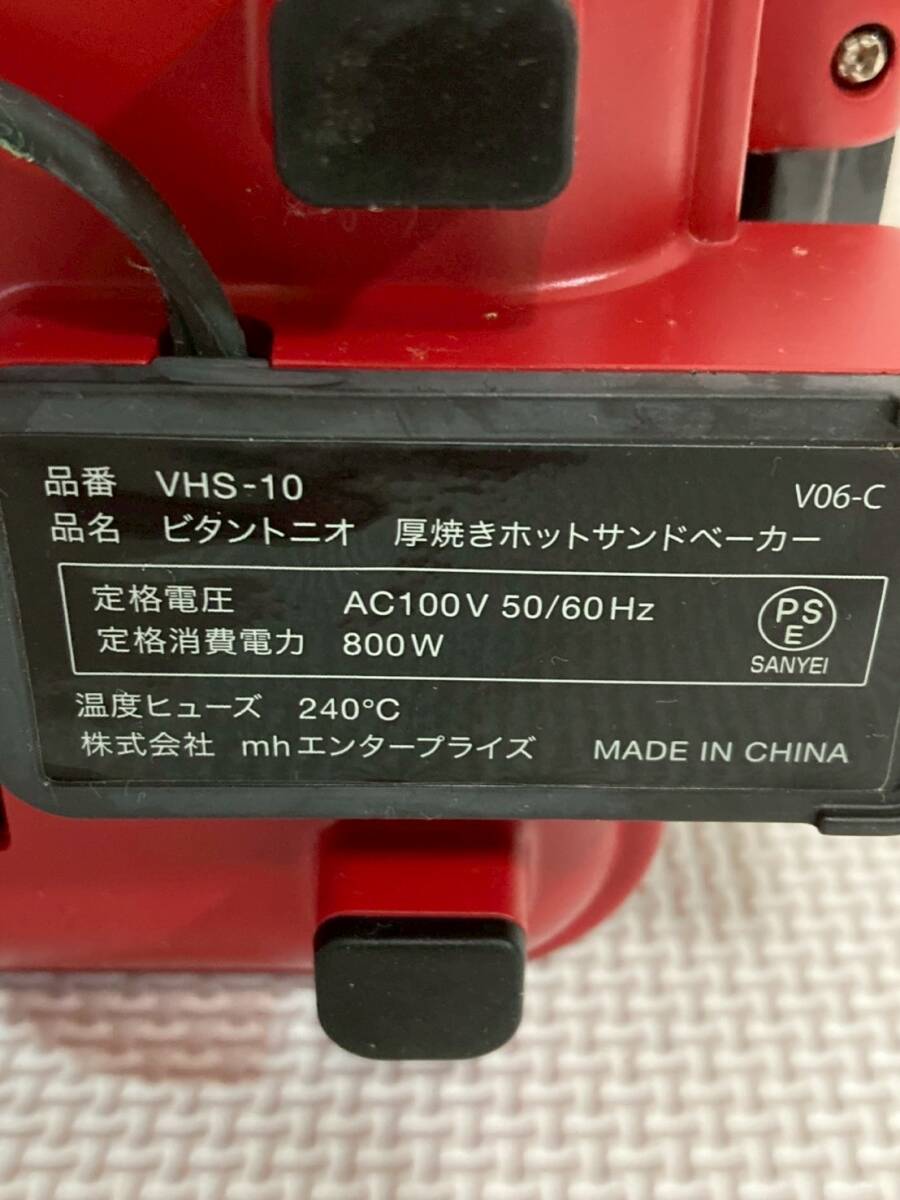 品番 VHS-10 V06-C
品名 ビタントニオ 厚焼きホットサンドベーカー
定格電圧 AC100V 50/60Hz
定格消費電力 800W
PSE
SANYEI
温度ヒューズ 240°C
株式会社 mhエンタープライズ MADE IN CHINA